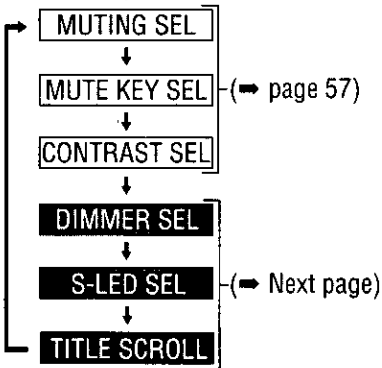 MUTING SEL
MUTE KEY SEL
(➡ page 57)
CONTRAST SEL
DIMMER SEL
S-LED SEL
(➡ Next page)
TITLE SCROLL